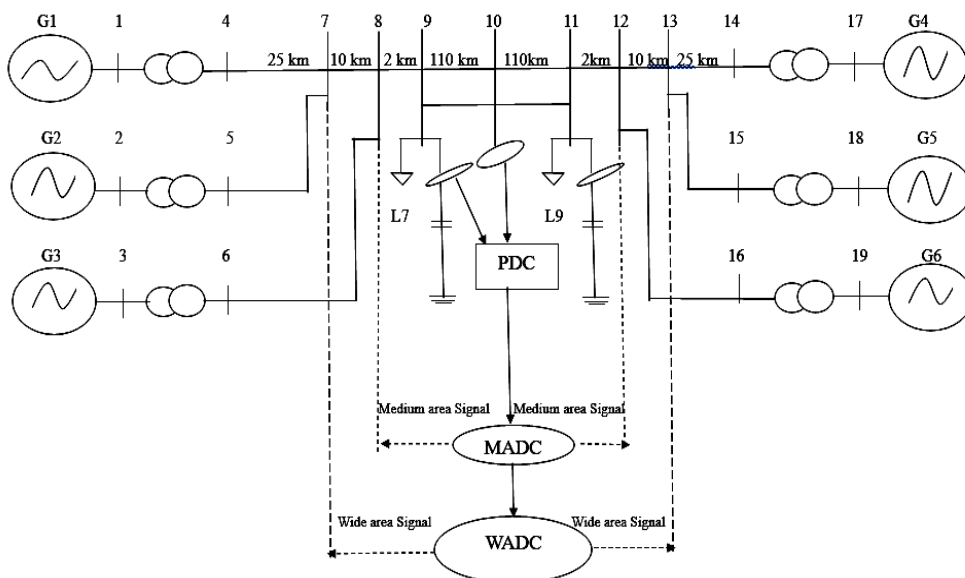 G1 1 4 7 8 9 10 11 12 13 14 17 G4
25 km 10 km 2 km 110 km 110km 2km 10 km 25 km
G2 2 5 15 18 G5
L7 L9
G3 3 6 PDC 16 19 G6
Medium area Signal Medium area Signal
MADC
Wide area Signal Wide area Signal
WADC